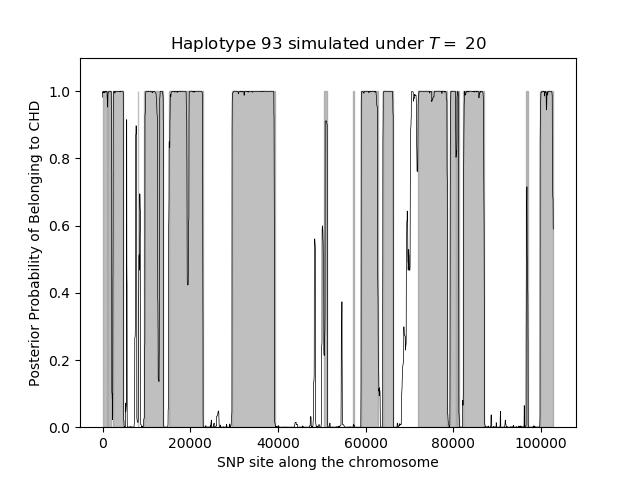 Haplotype 93 simulated under T = 20
Posterior Probability of Belonging to CHD
1.0
0.8
0.6
0.4
0.2
0.0
0 20000 40000 60000 80000 100000
SNP site along the chromosome